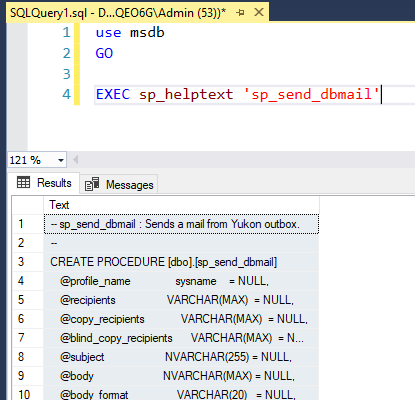 SQLQuery1.sql - D...QEO6G\Admin (53))*
1 use msdb
2 GO
3
4 EXEC sp_helptext 'sp_send_dbmail'
121 %
Results Messages
Text
1 -- sp_send_dbmail : Sends a mail from Yukon outbox.
2 --
3 CREATE PROCEDURE [dbo].[sp_send_dbmail]
4 @profile_name sysname = NULL,
5 @recipients VARCHAR(MAX) = NULL,
6 @copy_recipients VARCHAR(MAX) = NULL,
7 @blind_copy_recipients VARCHAR(MAX) = N...
8 @subject NVARCHAR(255) = NULL,
9 @body NVARCHAR(MAX) = NULL,
10 @body_format VARCHAR(20) = NULL,